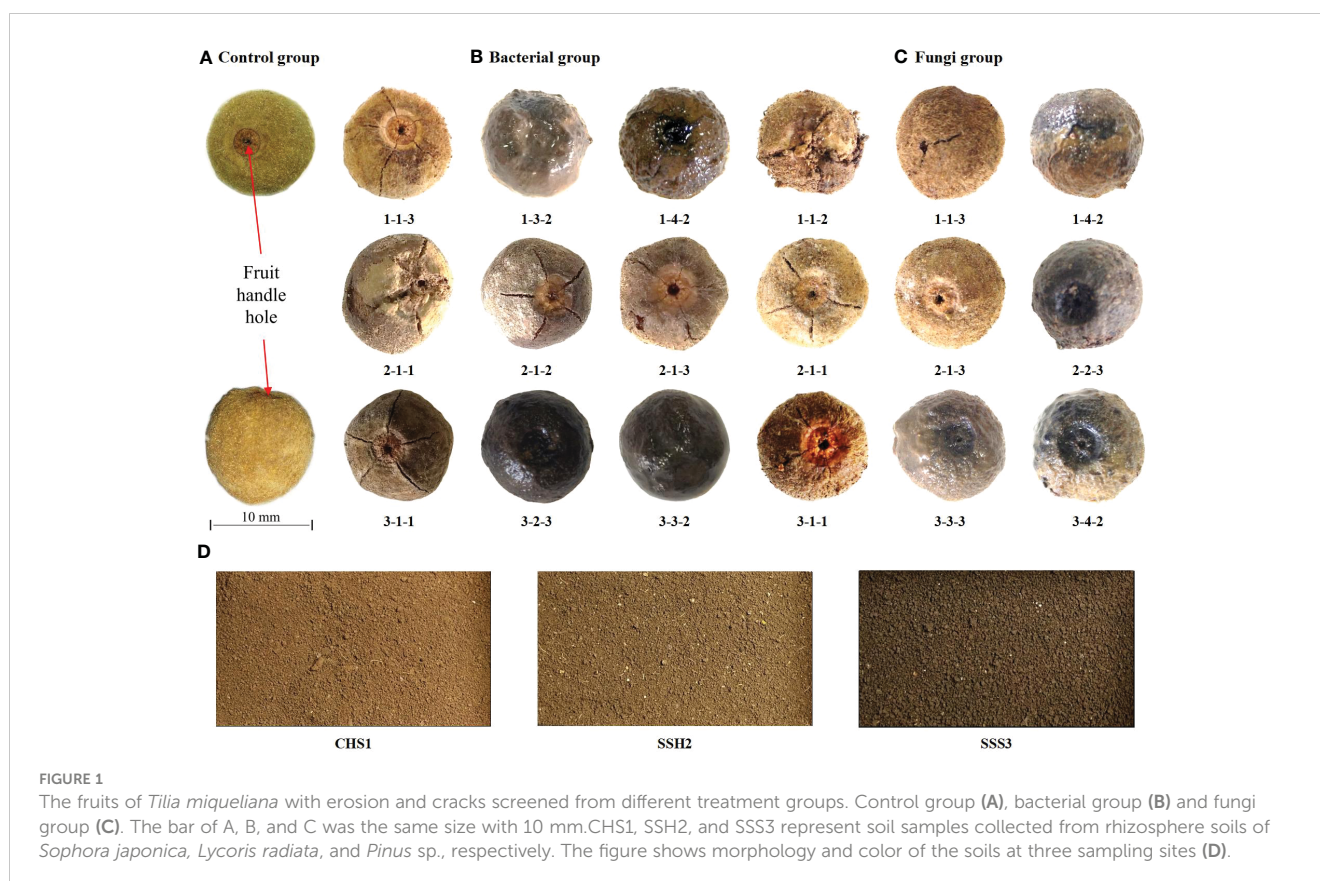 A Control group
B Bacterial group
C Fungi group
1-1-3
1-3-2
1-4-2
1-1-2
1-1-3
1-4-2
Fruit
handle
hole
2-1-1
2-1-2
2-1-3
2-1-1
2-1-3
2-2-3
10 mm
3-1-1
3-2-3
3-3-2
3-1-1
3-3-3
3-4-2
D
CHS1
SSH2
SSS3
FIGURE 1
The fruits of Tilia miqueliana with erosion and cracks screened from different treatment groups. Control group (A), bacterial group (B) and fungi
group (C). The bar of A, B, and C was the same size with 10 mm.CHS1, SSH2, and SSS3 represent soil samples collected from rhizosphere soils of
Sophora japonica, Lycoris radiata, and Pinus sp., respectively. The figure shows morphology and color of the soils at three sampling sites (D).